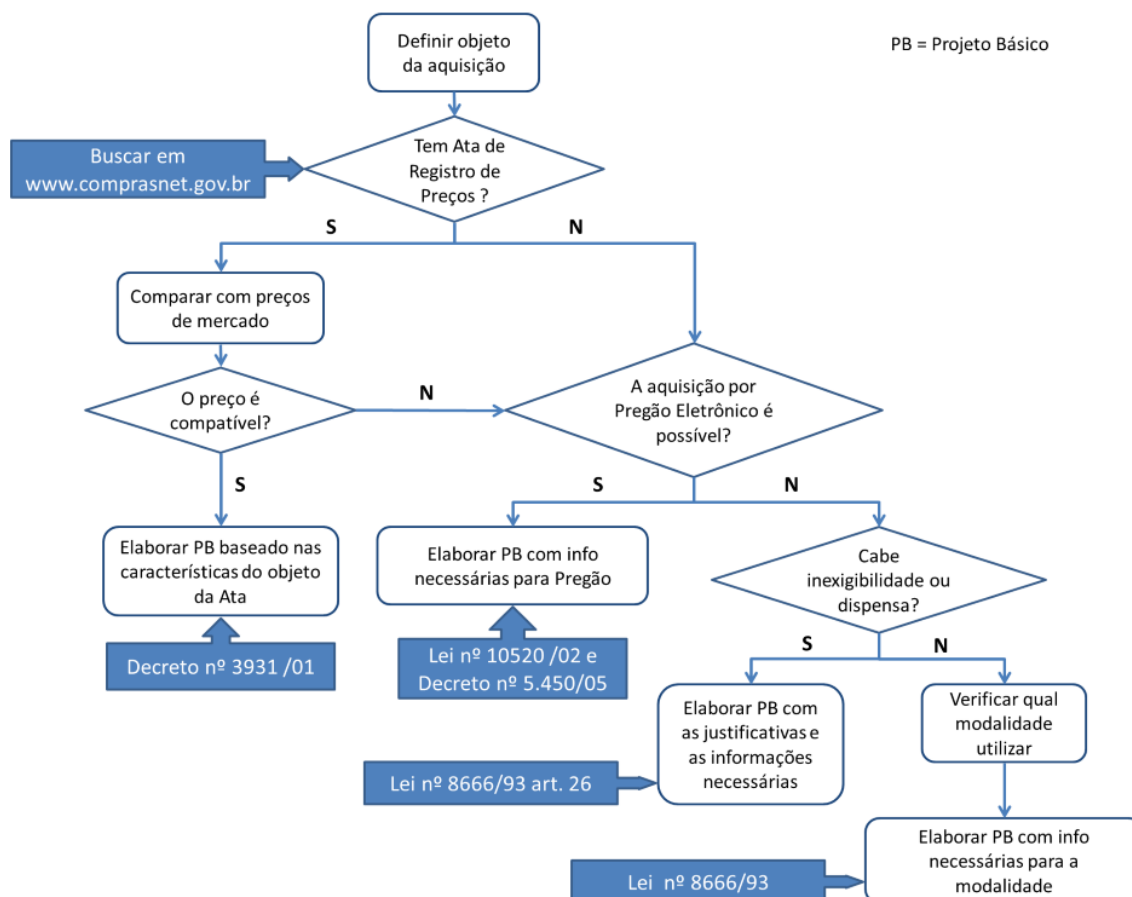 Definir objeto
da aquisição
PB = Projeto Básico
Tem Ata de
Registro de
Preços ?
Buscar em
www.comprasnet.gov.br
S
N
Comparar com preços
de mercado
O preço é
compatível?
N
A aquisição por
Pregão Eletrônico é
possível?
S
S
N
Elaborar PB baseado nas
características do objeto
da Ata
Elaborar PB com info
necessárias para Pregão
Cabe
inexigibilidade ou
dispensa?
Decreto nº 3931 /01
Lei nº 10520 /02 e
Decreto nº 5.450/05
S
N
Elaborar PB com
as justificativas e
as informações
necessárias
Verificar qual
modalidade
utilizar
Lei nº 8666/93 art. 26
Elaborar PB com info
necessárias para a
modalidade
Lei nº 8666/93